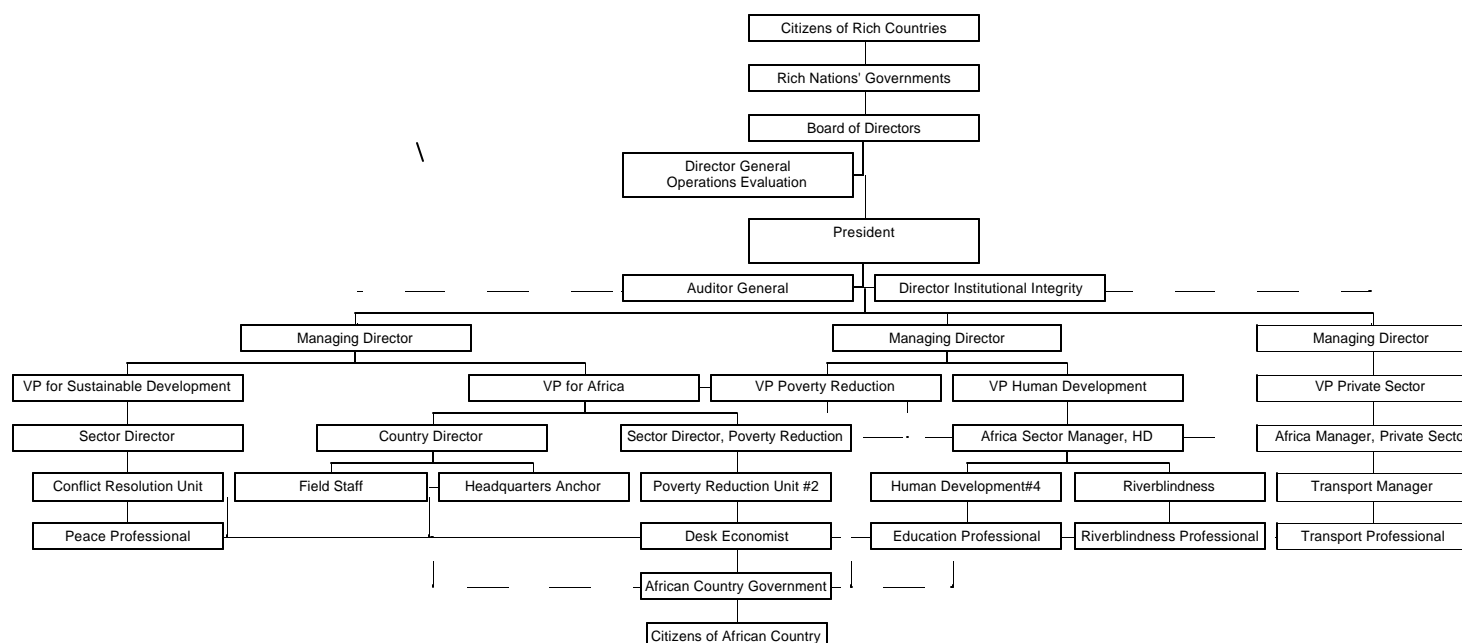 Citizens of Rich Countries
Rich Nations' Governments
Board of Directors
\
Director General
Operations Evaluation
President
Auditor General
Director Institutional Integrity
Managing Director
Managing Director
Managing Director
VP for Sustainable Development
VP for Africa
VP Poverty Reduction
VP Human Development
VP Private Sector
Sector Director
Country Director
Sector Director, Poverty Reduction
Africa Sector Manager, HD
Africa Manager, Private Secto
Conflict Resolution Unit
Field Staff
Headquarters Anchor
Poverty Reduction Unit #2
Human Development#4
Riverblindness
Transport Manager
Peace Professional
Desk Economist
Education Professional
Riverblindness Professional
Transport Professional
African Country Government
Citizens of African Country